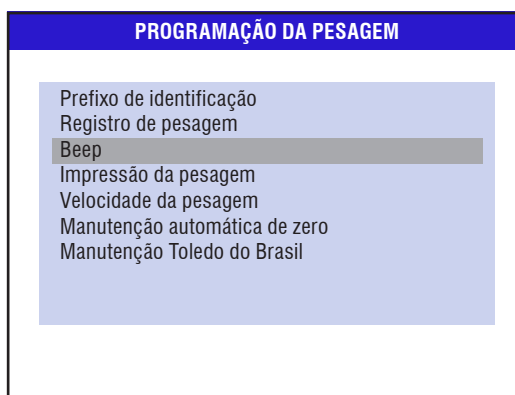 PROGRAMAÇÃO DA PESAGEM
Prefixo de identificação
Registro de pesagem
Beep
Impressão da pesagem
Velocidade da pesagem
Manutenção automática de zero
Manutenção Toledo do Brasil